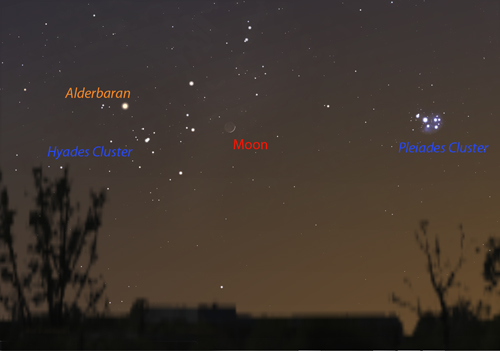 Alderbaran
Hyades Cluster
Moon
Pleiades Cluster